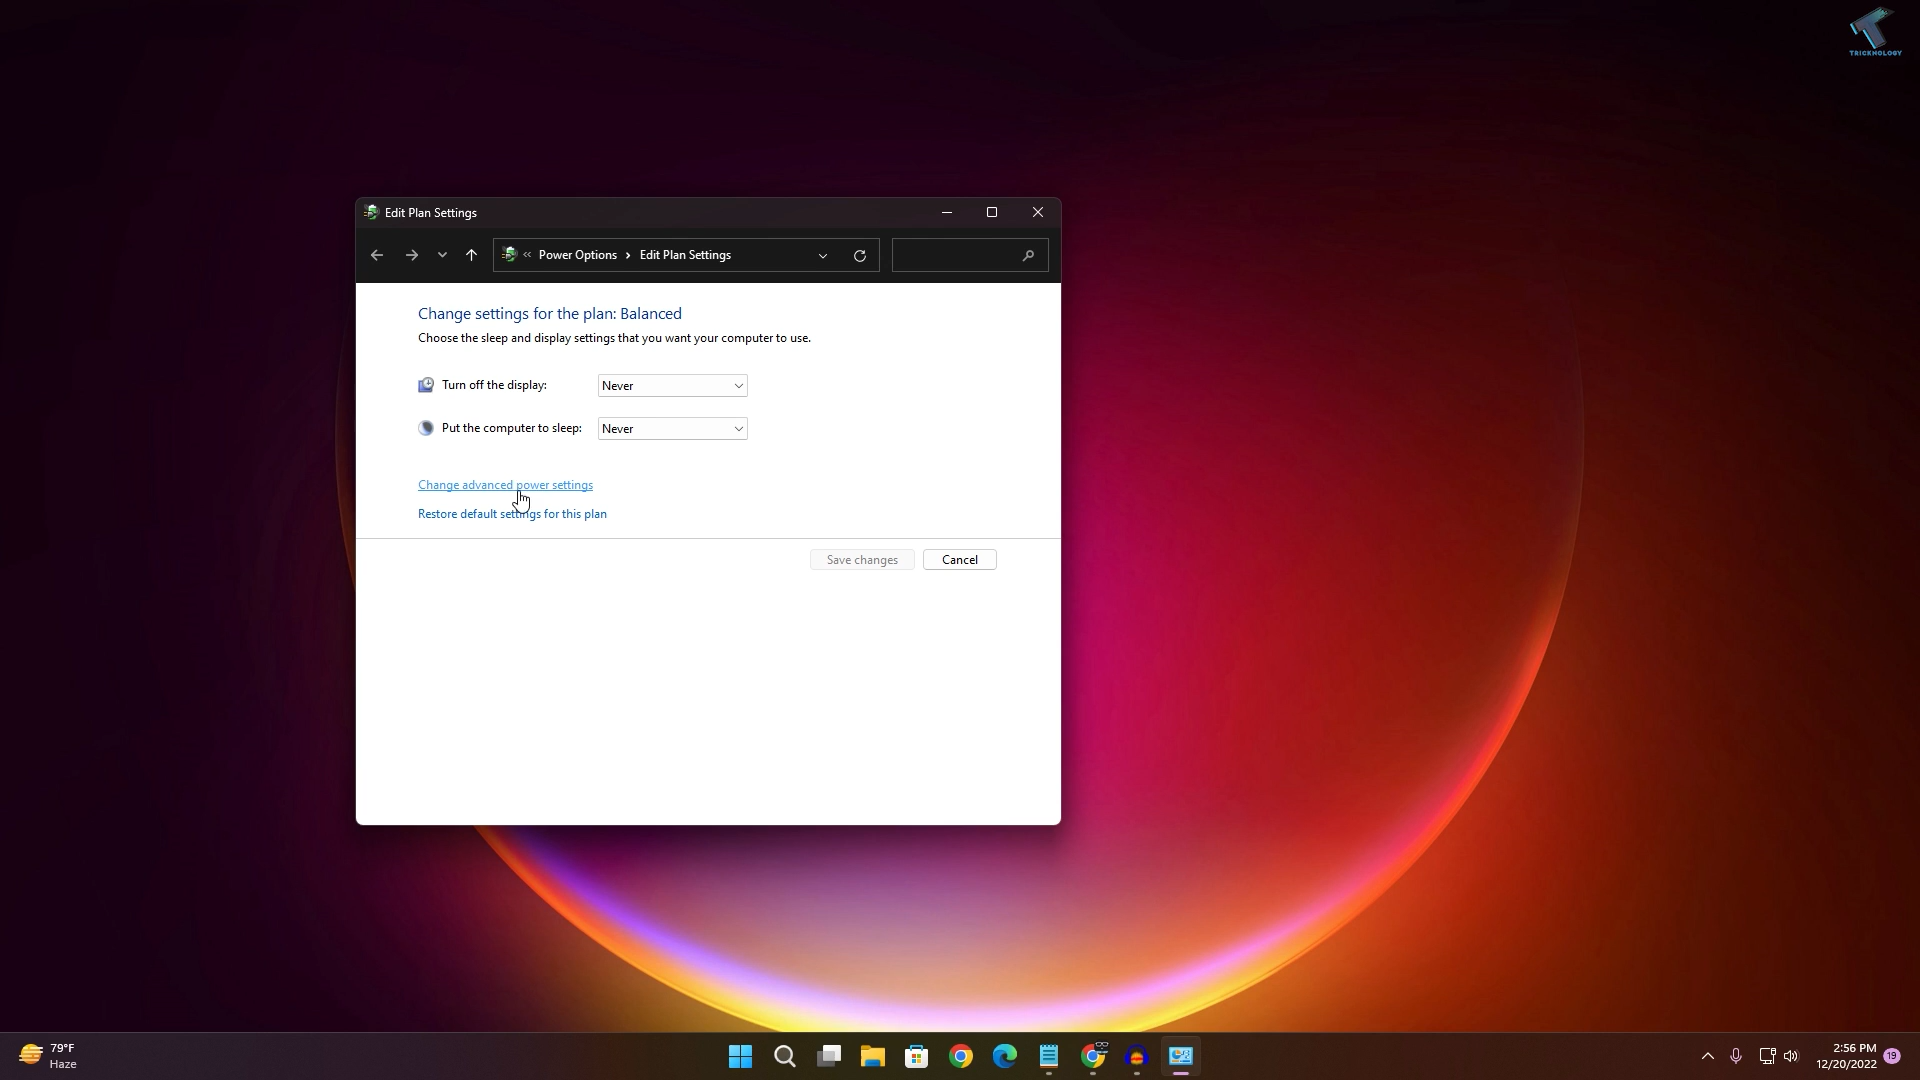 TRICKNOLOGY
Edit Plan Settings
« Power Options › Edit Plan Settings
Change settings for the plan: Balanced
Choose the sleep and display settings that you want your computer to use.
Turn off the display: Never
Put the computer to sleep: Never
Change advanced power settings
Restore default settings for this plan
Save changes Cancel
79°F
Haze
2:56 PM
12/20/2022 19